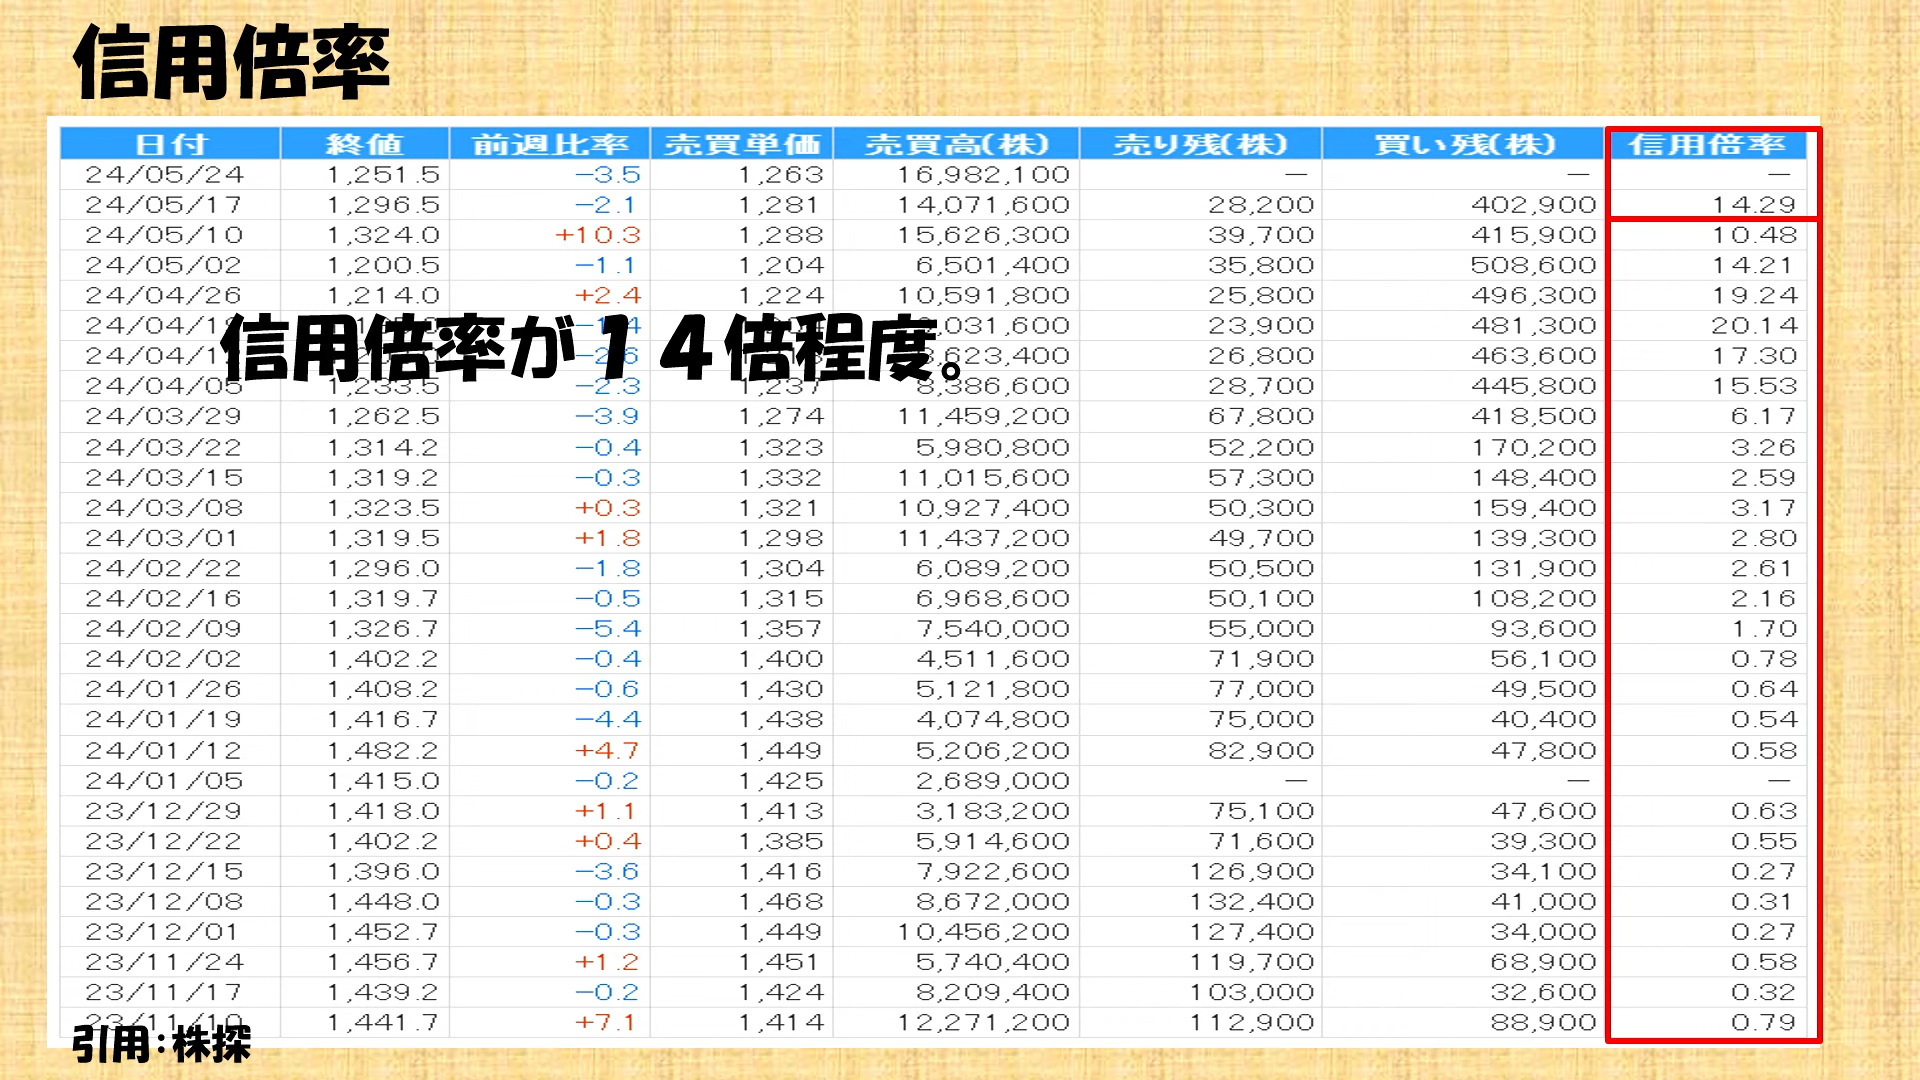 信用倍率
日付 終値 前週比率 売買単価 売買高(株) 売り残(株) 買い残(株) 信用倍率
24/05/24 1,251.5 -3.5 1,263 16,982,100 - - -
24/05/17 1,296.5 -2.1 1,281 14,071,600 28,200 402,900 14.29
24/05/10 1,324.0 +10.3 1,288 15,626,300 39,700 415,900 10.48
24/05/02 1,200.5 -1.1 1,204 6,501,400 35,800 508,600 14.21
24/04/26 1,214.0 +2.4 1,224 10,591,800 25,800 496,300 19.24
23,900 481,300 20.14
信用倍率が14倍程度。
26,800 463,600 17.30
24/04/05 1,233.5 -2.3 1,237 8,386,600 28,700 445,800 15.53
24/03/29 1,262.5 -3.9 1,274 11,459,200 67,800 418,500 6.17
24/03/22 1,314.2 -0.4 1,323 5,980,800 52,200 170,200 3.26
24/03/15 1,319.2 -0.3 1,332 11,015,600 57,300 148,400 2.59
24/03/08 1,323.5 +0.3 1,321 10,927,400 50,300 159,400 3.17
24/03/01 1,319.5 +1.8 1,298 11,437,200 49,700 139,300 2.80
24/02/22 1,296.0 -1.8 1,304 6,089,200 50,500 131,900 2.61
24/02/16 1,319.7 -0.5 1,315 6,968,600 50,100 108,200 2.16
24/02/09 1,326.7 -5.4 1,357 7,540,000 55,000 93,600 1.70
24/02/02 1,402.2 -0.4 1,400 4,511,600 71,900 56,100 0.78
24/01/26 1,408.2 -0.6 1,430 5,121,800 77,000 49,500 0.64
24/01/19 1,416.7 -4.4 1,438 4,074,800 75,000 40,400 0.54
24/01/12 1,482.2 +4.7 1,449 5,206,200 82,900 47,800 0.58
24/01/05 1,415.0 -0.2 1,425 2,689,000 - - -
23/12/29 1,418.0 +1.1 1,413 3,183,200 75,100 47,600 0.63
23/12/22 1,402.2 +0.4 1,385 5,914,600 71,600 39,300 0.55
23/12/15 1,396.0 -3.6 1,416 7,922,600 126,900 34,100 0.27
23/12/08 1,448.0 -0.3 1,468 8,672,000 132,400 41,000 0.31
23/12/01 1,452.7 -0.3 1,449 10,456,200 127,400 34,000 0.27
23/11/24 1,456.7 +1.2 1,451 5,740,400 119,700 68,900 0.58
23/11/17 1,439.2 -0.2 1,424 8,209,400 103,000 32,600 0.32
23/11/10 1,441.7 +7.1 1,414 12,271,200 112,900 88,900 0.79
引用:株探